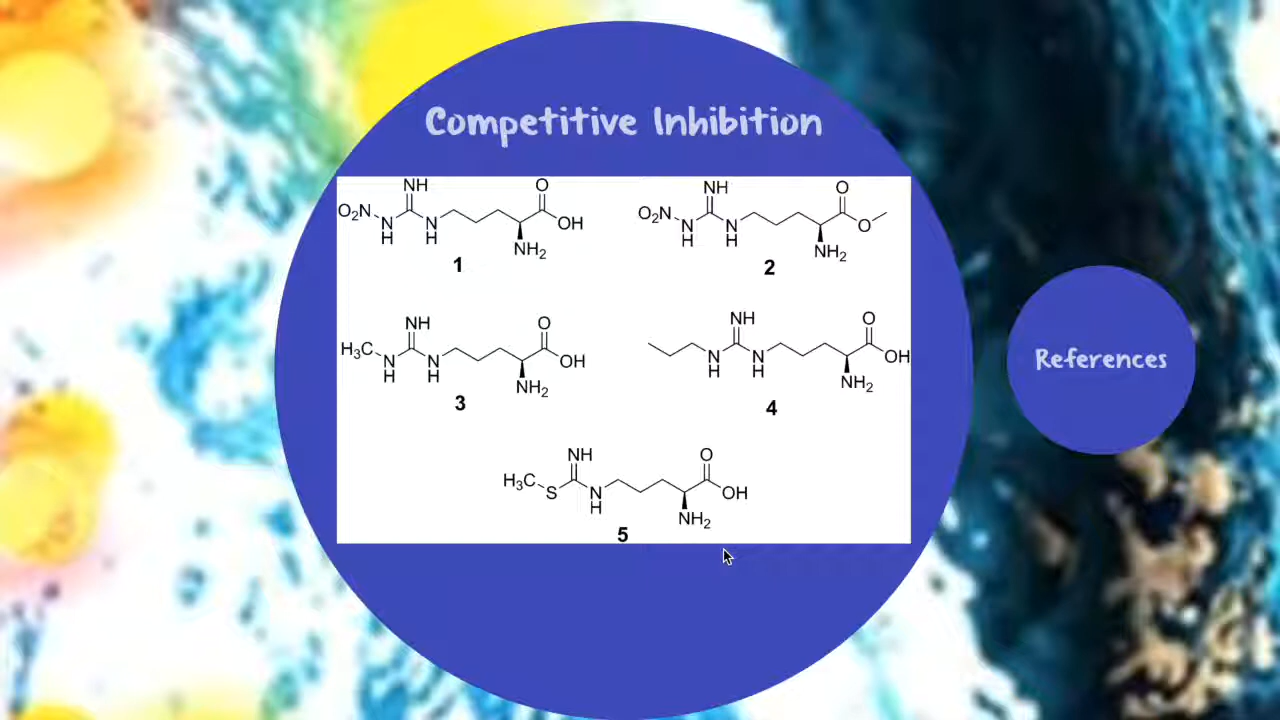 Competitive Inhibition
NH O
O₂N N H N H NH₂ OH
1
NH O
O₂N N H N H NH₂ O
2
NH O
H₃C N H N H NH₂ OH
3
NH O
N H N H NH₂ OH
4
NH O
H₃C S N H NH₂ OH
5
References